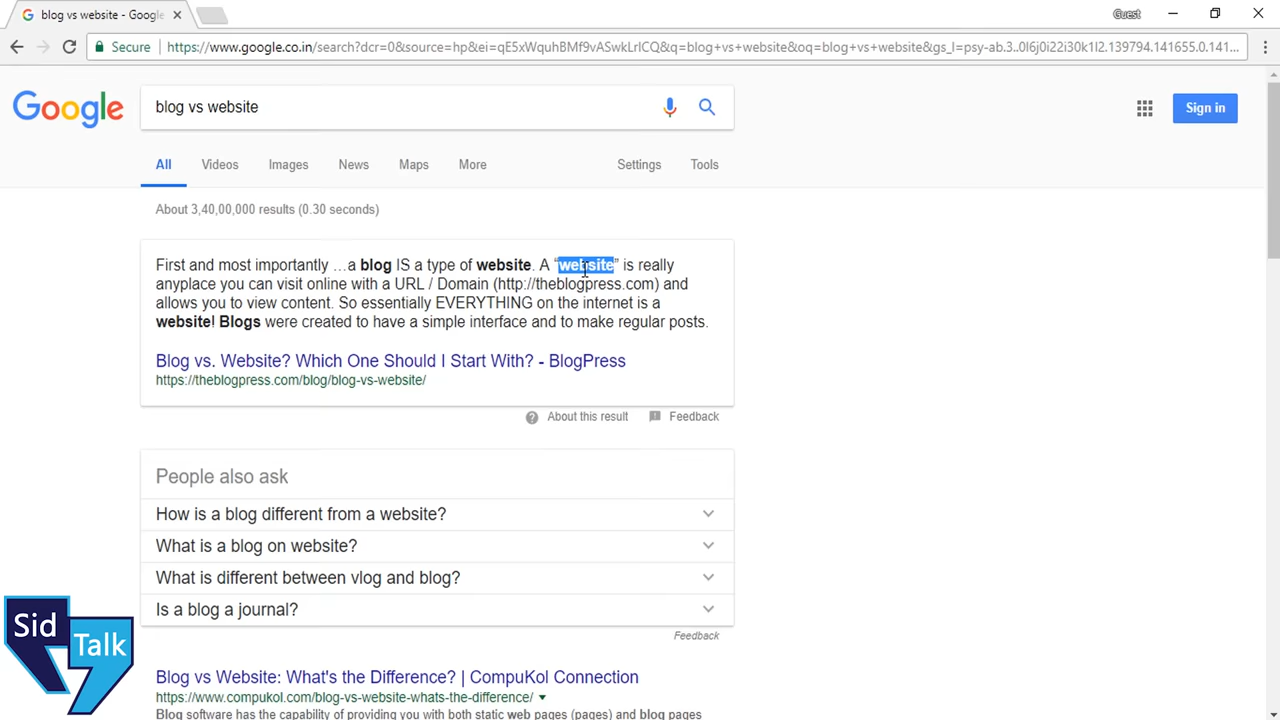 blog vs website - Google
Guest
Secure https://www.google.co.in/search?dcr=0&source=hp&ei=qE5xWquhBMf9vASwkLrICQ&q=blog+vs+website&oq=blog+vs+website&gs_l=psy-ab.3..0l6j0i22i30k1l2.139794.141655.0.141...
Google
blog vs website
Sign in
All Videos Images News Maps More Settings Tools
About 3,40,00,000 results (0.30 seconds)
First and most importantly …a blog IS a type of website. A “website” is really
anyplace you can visit online with a URL / Domain (http://theblogpress.com) and
allows you to view content. So essentially EVERYTHING on the internet is a
website! Blogs were created to have a simple interface and to make regular posts.
Blog vs. Website? Which One Should I Start With? - BlogPress
https://theblogpress.com/blog/blog-vs-website/
About this result Feedback
People also ask
How is a blog different from a website?
What is a blog on website?
What is different between vlog and blog?
Is a blog a journal?
Feedback
Sid
Talk
Blog vs Website: What's the Difference? | CompuKol Connection
https://www.compukol.com/blog-vs-website-whats-the-difference/
Blog software has the capability of providing you with both static web pages (pages) and blog pages